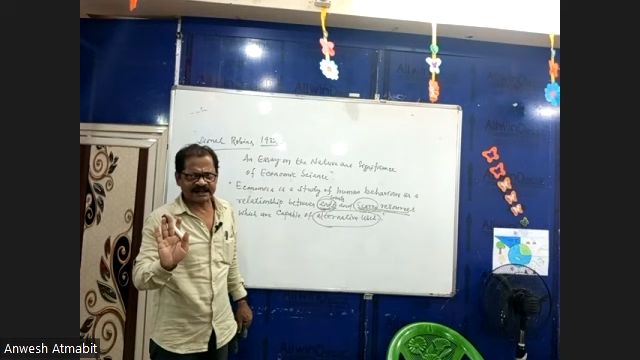 Lionel Robins 1932
An Essay on the Nature and Significance
of Economic Science"
"Economics is a study of human behaviour as a
relationship between ends and scarce resources
what are capable of alternative uses
Anwesh Atmabit